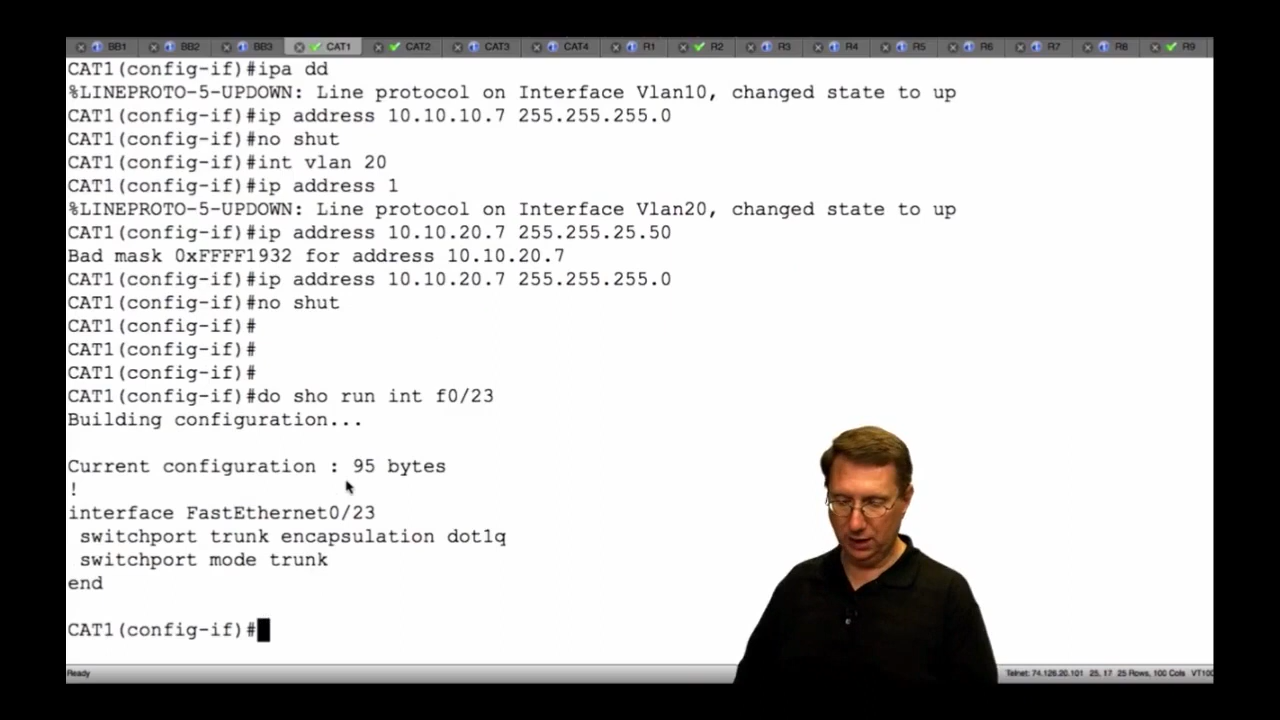 BB1 BB2 BB3 CAT1 CAT2 CAT3 CAT4 R1 R2 R3 R4 R5 R6 R7 R8 R9
CAT1(config-if)#ipa dd
%LINEPROTO-5-UPDOWN: Line protocol on Interface Vlan10, changed state to up
CAT1(config-if)#ip address 10.10.10.7 255.255.255.0
CAT1(config-if)#no shut
CAT1(config-if)#int vlan 20
CAT1(config-if)#ip address 1
%LINEPROTO-5-UPDOWN: Line protocol on Interface Vlan20, changed state to up
CAT1(config-if)#ip address 10.10.20.7 255.255.25.50
Bad mask 0xFFFF1932 for address 10.10.20.7
CAT1(config-if)#ip address 10.10.20.7 255.255.255.0
CAT1(config-if)#no shut
CAT1(config-if)#
CAT1(config-if)#
CAT1(config-if)#
CAT1(config-if)#do sho run int f0/23
Building configuration...
Current configuration : 95 bytes
!
interface FastEthernet0/23
switchport trunk encapsulation dot1q
switchport mode trunk
end
CAT1(config-if)#
Ready Telnet: 74.126.20.101 25, 17 25 Rows, 100 Cols VT100